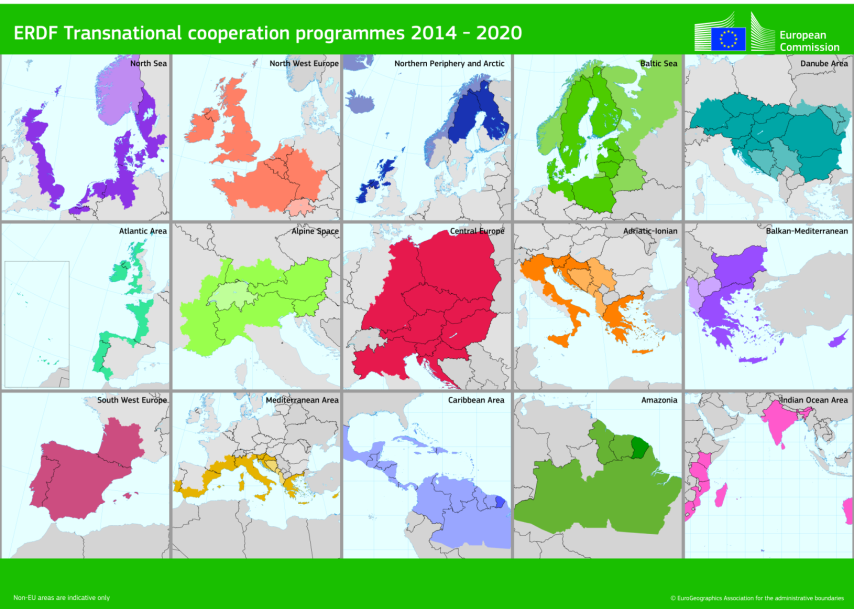 ERDF Transnational cooperation programmes 2014 - 2020
European
Commission
North Sea
North West Europe
Northern Periphery and Arctic
Baltic Sea
Danube Area
Atlantic Area
Alpine Space
Central Europe
Adriatic-Ionian
Balkan-Mediterranean
South West Europe
Mediterranean Area
Caribbean Area
Amazonia
Indian Ocean Area
Non-EU areas are indicative only
© EuroGeographics Association for the administrative boundaries